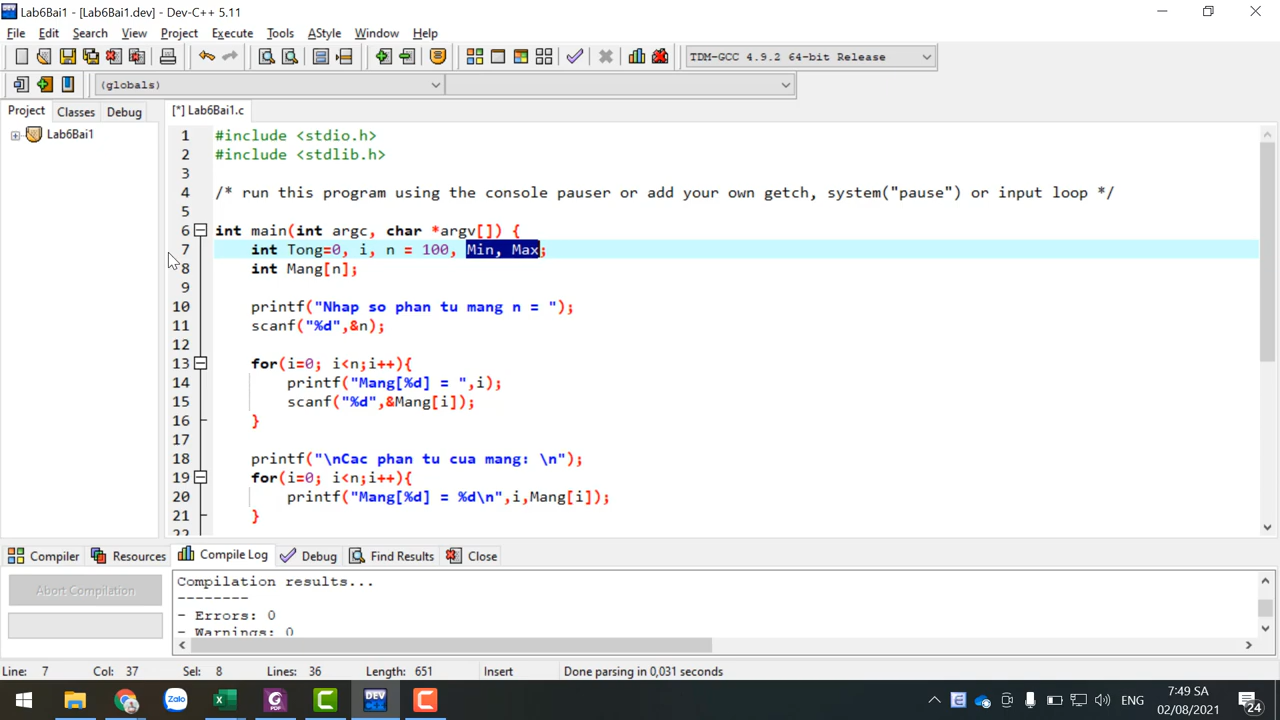 Lab6Bai1 - [Lab6Bai1.dev] - Dev-C++ 5.11
File Edit Search View Project Execute Tools AStyle Window Help
TDM-GCC 4.9.2 64-bit Release
(globals)
Project Classes Debug [*] Lab6Bai1.c
Lab6Bai1
1 #include <stdio.h>
2 #include <stdlib.h>
3
4 /* run this program using the console pauser or add your own getch, system("pause") or input loop */
5
6 int main(int argc, char *argv[]) {
7 int Tong=0, i, n = 100, Min, Max;
8 int Mang[n];
9
10 printf("Nhap so phan tu mang n = ");
11 scanf("%d",&n);
12
13 for(i=0; i<n;i++){
14 printf("Mang[%d] = ",i);
15 scanf("%d",&Mang[i]);
16 }
17
18 printf("\nCac phan tu cua mang: \n");
19 for(i=0; i<n;i++){
20 printf("Mang[%d] = %d\n",i,Mang[i]);
21 }
22
Compiler Resources Compile Log Debug Find Results Close
Abort Compilation
Compilation results...
--------
- Errors: 0
- Warnings: 0
Line: 7 Col: 37 Sel: 8 Lines: 36 Length: 651 Insert Done parsing in 0,031 seconds
Zalo
DEV
ENG
7:49 SA
02/08/2021
24